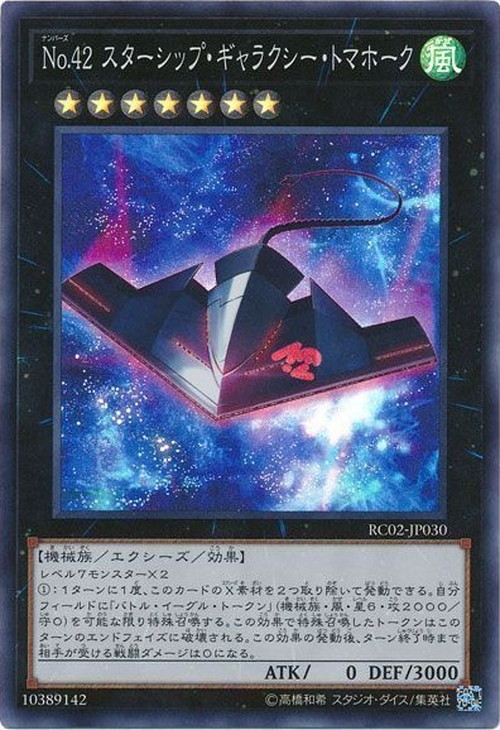 ナンバーズ
No.42 スターシップ・ギャラクシー・トマホーク
かぜ
風
RC02-JP030
【機械族/エクシーズ/効果】
レベル7モンスター×2
①:1ターンに1度、このカードのX素材を2つ取り除いて発動できる。自分
フィールドに「バトル・イーグル・トークン」(機械族・風・星6・攻2000/
守0)を可能な限り特殊召喚する。この効果で特殊召喚したトークンはこの
ターンのエンドフェイズに破壊される。この効果の発動後、ターン終了時まで
相手が受ける戦闘ダメージは0になる。
ATK/ 0 DEF/3000
10389142
©高橋和希 スタジオ・ダイス/集英社